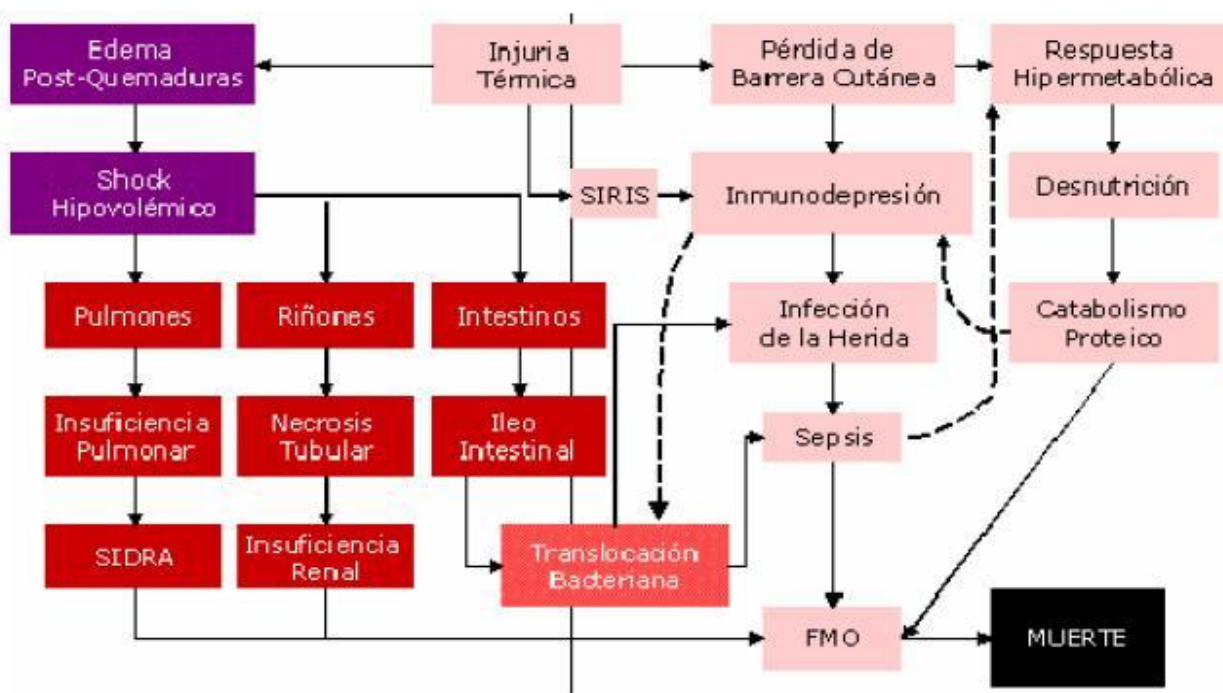 Edema
Post-Quemaduras
Injuria
Térmica
Pérdida de
Barrera Cutánea
Respuesta
Hipermetabólica
Shock
Hipovolémico
SIRIS
Inmunodepresión
Desnutrición
Pulmones
Riñones
Intestinos
Infección
de la Herida
Catabolismo
Proteico
Insuficiencia
Pulmonar
Necrosis
Tubular
Ileo
Intestinal
Sepsis
SIDRA
Insuficiencia
Renal
Translocación
Bacteriana
FMO
MUERTE